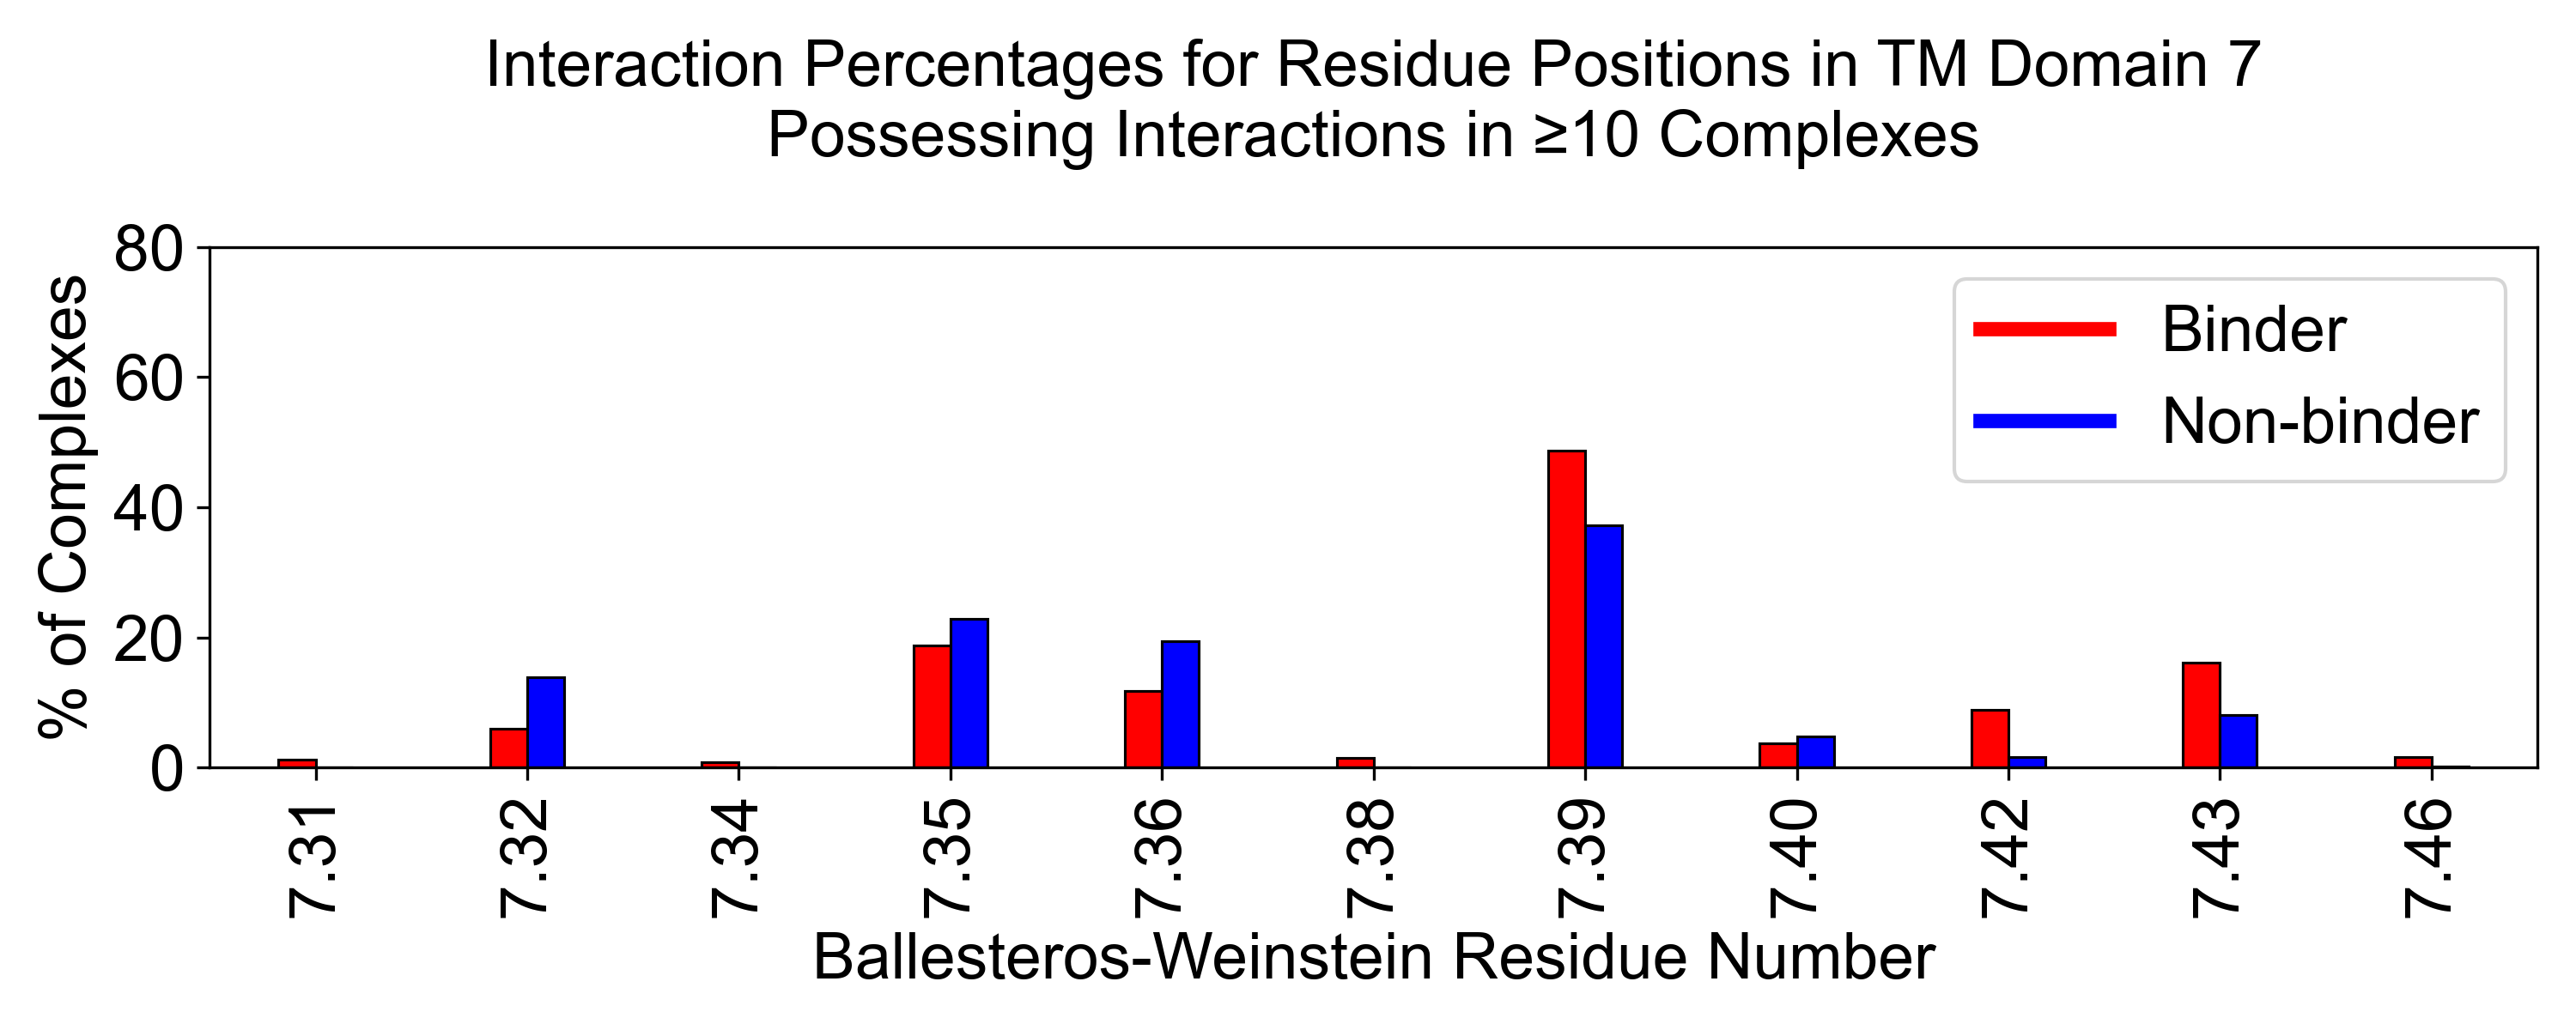 Interaction Percentages for Residue Positions in TM Domain 7
Possessing Interactions in ≥10 Complexes
% of Complexes
80
60
40
20
0
Binder
Non-binder
7.31
7.32
7.34
7.35
7.36
7.38
7.39
7.40
7.42
7.43
7.46
Ballesteros-Weinstein Residue Number